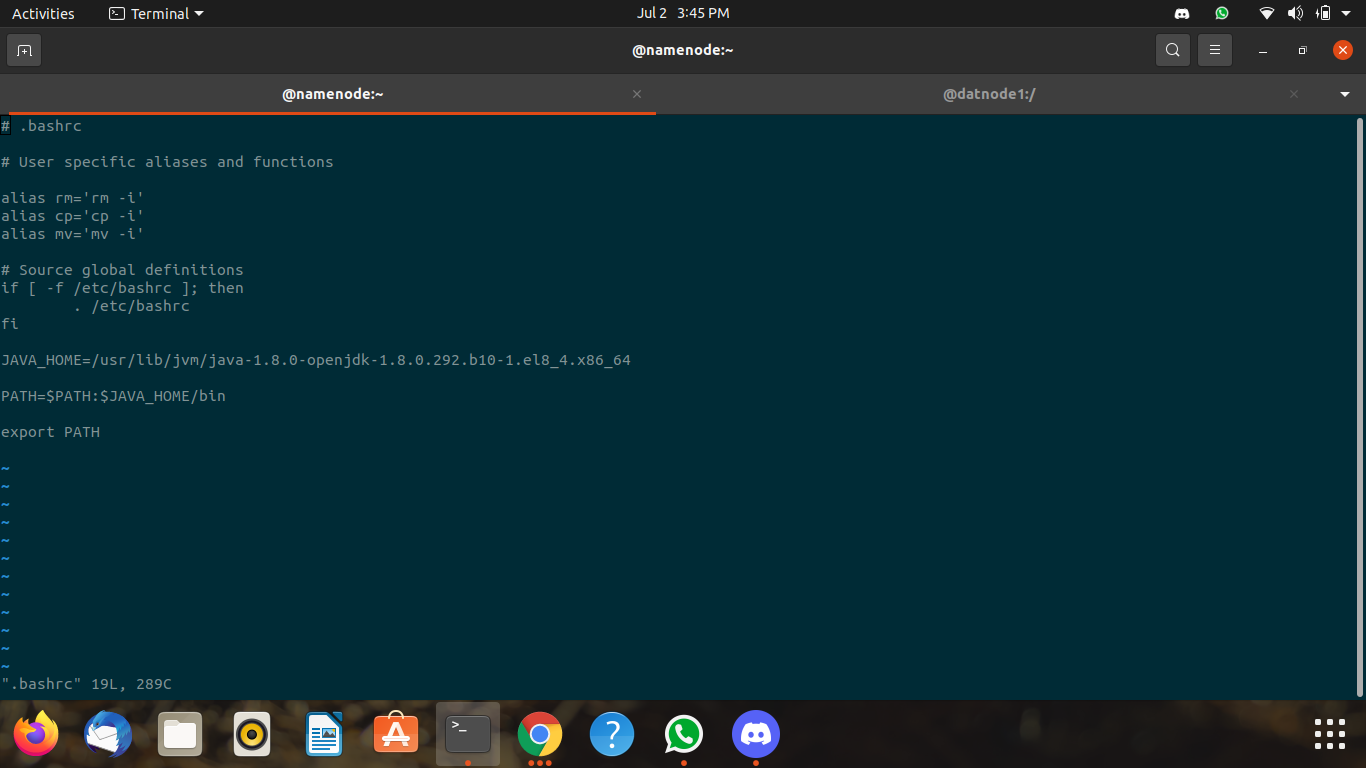 Activities
Terminal
Jul 2 3:45 PM
@namenode:~
@namenode:~
@datnode1:/
# .bashrc
# User specific aliases and functions
alias rm='rm -i'
alias cp='cp -i'
alias mv='mv -i'
# Source global definitions
if [ -f /etc/bashrc ]; then
        . /etc/bashrc
fi
JAVA_HOME=/usr/lib/jvm/java-1.8.0-openjdk-1.8.0.292.b10-1.el8_4.x86_64
PATH=$PATH:$JAVA_HOME/bin
export PATH
~
~
~
~
~
~
~
~
~
~
~
~
".bashrc" 19L, 289C